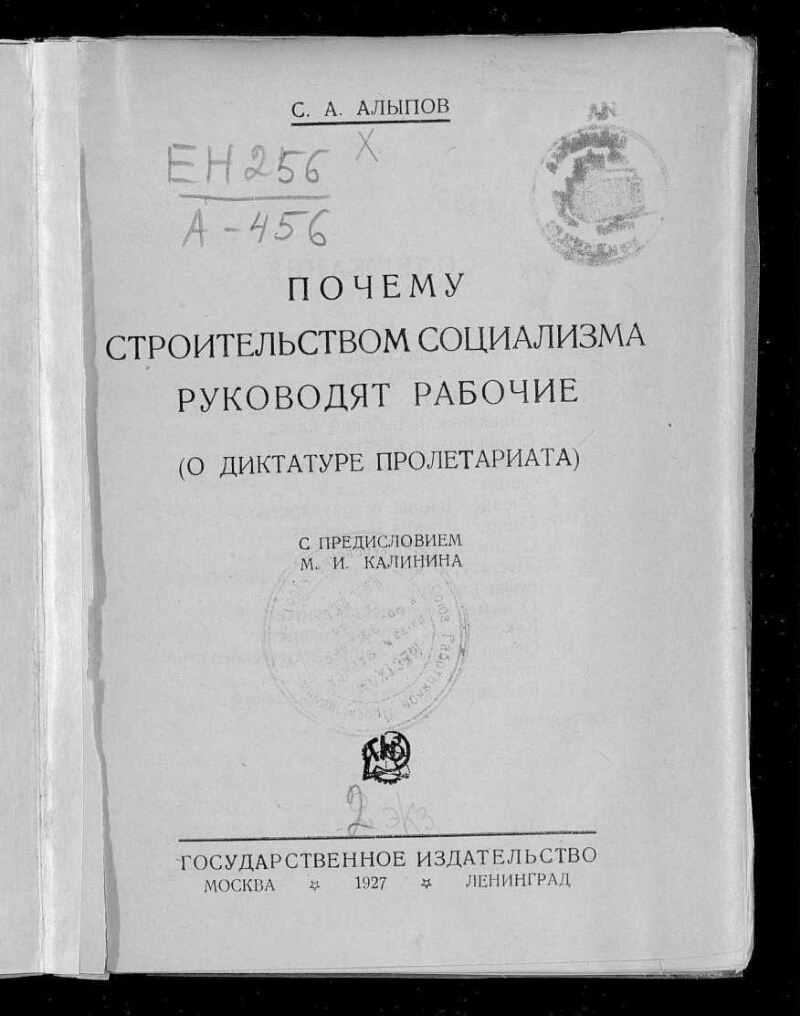 С. А. АЛЫПОВ
ЕН256 Х
А-456
ПОЧЕМУ
СТРОИТЕЛЬСТВОМ СОЦИАЛИЗМА
РУКОВОДЯТ РАБОЧИЕ
(О ДИКТАТУРЕ ПРОЛЕТАРИАТА)
С ПРЕДИСЛОВИЕМ
М. И. КАЛИНИНА
2 экз
ГОСУДАРСТВЕННОЕ ИЗДАТЕЛЬСТВО
МОСКВА ☆ 1927 ☆ ЛЕНИНГРАД